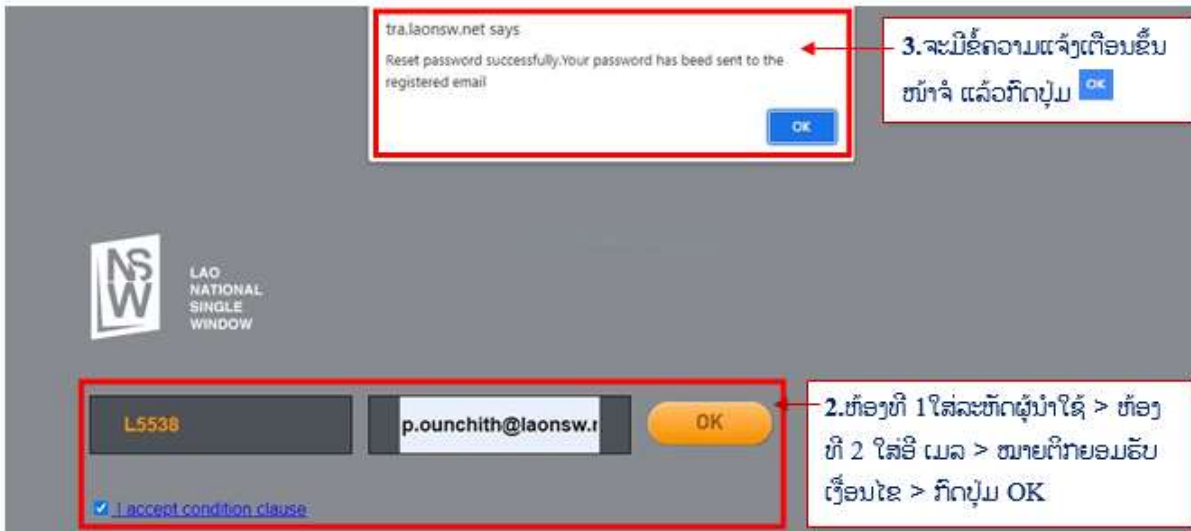 tra.laonsw.net says
Reset password successfully.Your password has beed sent to the
registered email
OK
3.ຈະມີຂໍ້ຄວາມແຈ້ງເຕືອນຂຶ້ນ
ໜ້າຈໍ ແລ້ວກົດປຸ່ມ OK
NS
W
LAO
NATIONAL
SINGLE
WINDOW
L5538
p.ounchith@laonsw.r
OK
I accept condition clause
2.ຫ້ອງທີ 1ໃສ່ລະຫັດຜູ້ນຳໃຊ້ > ຫ້ອງ
ທີ 2 ໃສ່ອີ ເມລ > ໝາຍຕິກຍອມຮັບ
ເງື່ອນໄຂ > ກົດປຸ່ມ OK